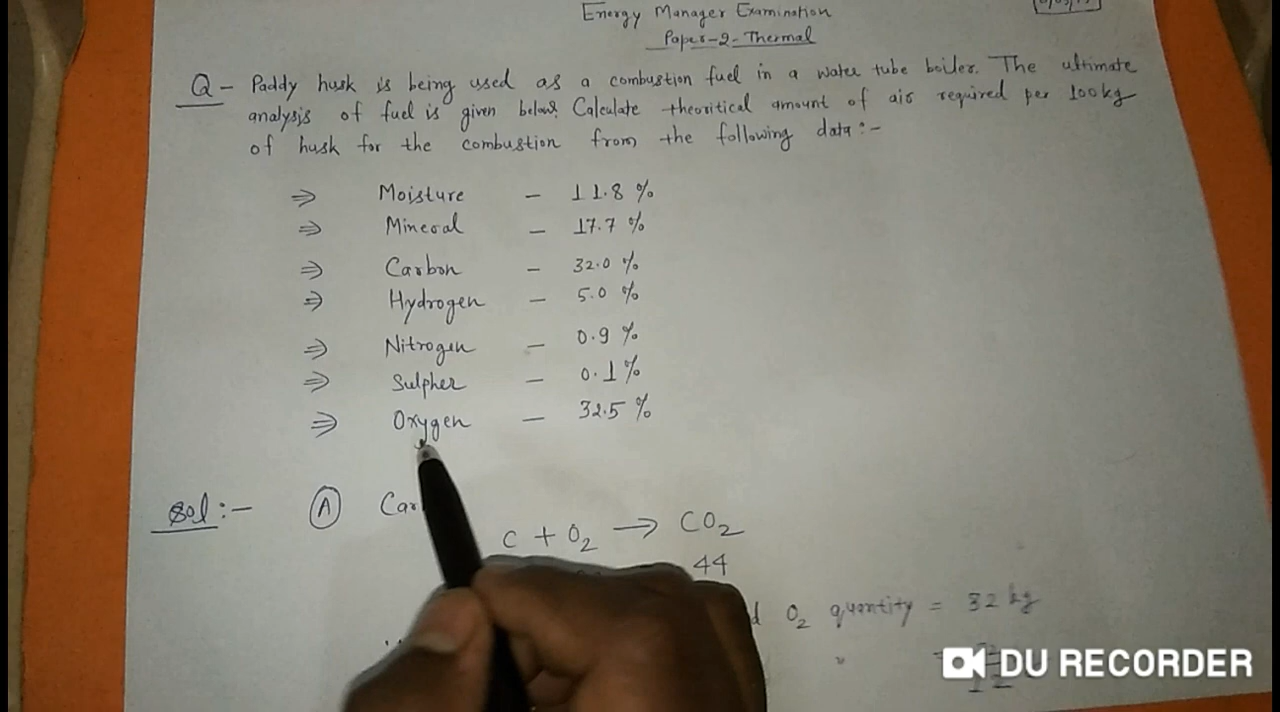 Energy Manager Examination
Paper-2-Thermal
Q - Paddy husk is being used as a combustion fuel in a water tube boiler. The ultimate
analysis of fuel is given below. Calculate theoritical amount of air required per 100kg
of husk for the combustion from the following data:-
⇒ Moisture - 11.8 %
⇒ Mineral - 17.7 %
⇒ Carbon - 32.0 %
⇒ Hydrogen - 5.0 %
⇒ Nitrogen - 0.9 %
⇒ Sulpher - 0.1 %
⇒ Oxygen - 32.5 %
Sol:- (A) Car
C + O₂ → CO₂
44
O₂ quantity = 32 kg
DU RECORDER